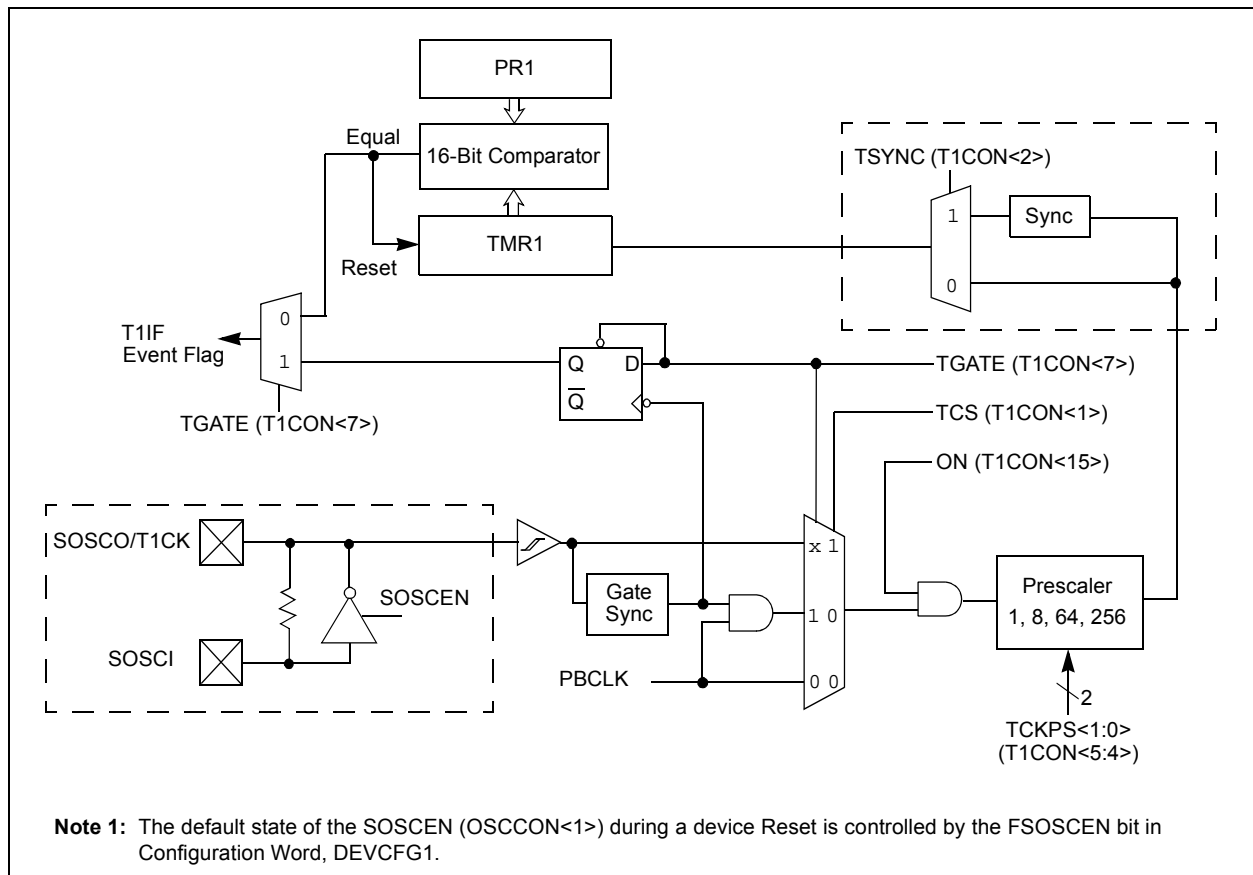 PR1
Equal
16-Bit Comparator
TSYNC (T1CON<2>)
1
Sync
TMR1
Reset
0
0
T1IF
Event Flag
1
Q
D
TGATE (T1CON<7>)
Q
TCS (T1CON<1>)
TGATE (T1CON<7>)
ON (T1CON<15>)
SOSCO/T1CK
x 1
Prescaler
1, 8, 64, 256
Gate
Sync
SOSCEN
1 0
SOSCI
PBCLK
0 0
2
TCKPS<1:0>
(T1CON<5:4>)
Note 1: The default state of the SOSCEN (OSCCON<1>) during a device Reset is controlled by the FSOSCEN bit in
Configuration Word, DEVCFG1.